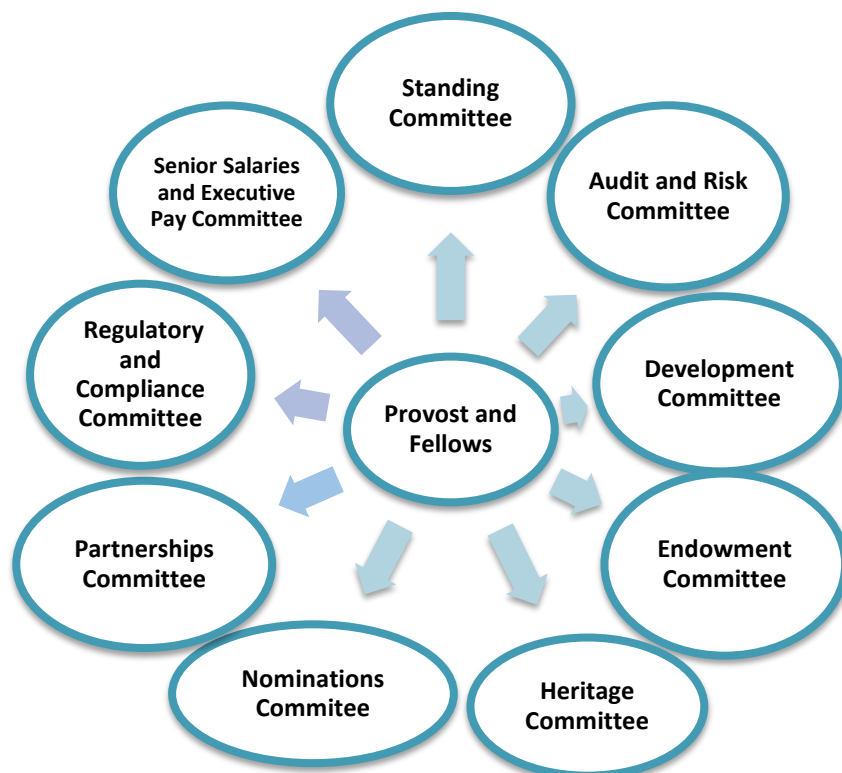 Standing
Committee
Audit and Risk
Committee
Development
Committee
Endowment
Committee
Heritage
Committee
Nominations
Commitee
Partnerships
Committee
Regulatory
and
Compliance
Committee
Senior Salaries
and Executive
Pay Committee
Provost and
Fellows